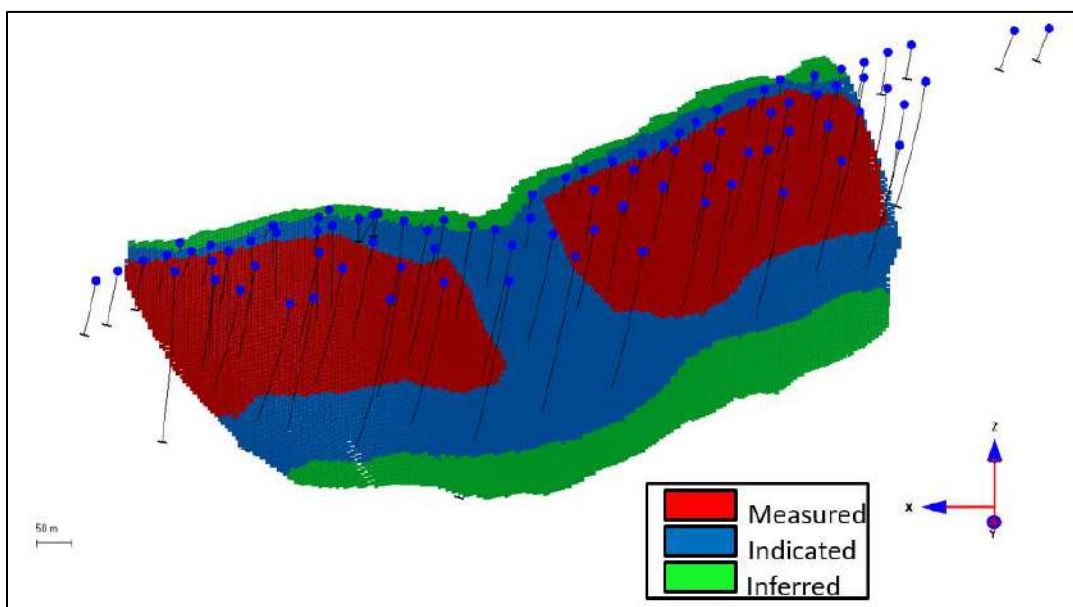 Z
X
Y
50 m
Measured
Indicated
Inferred